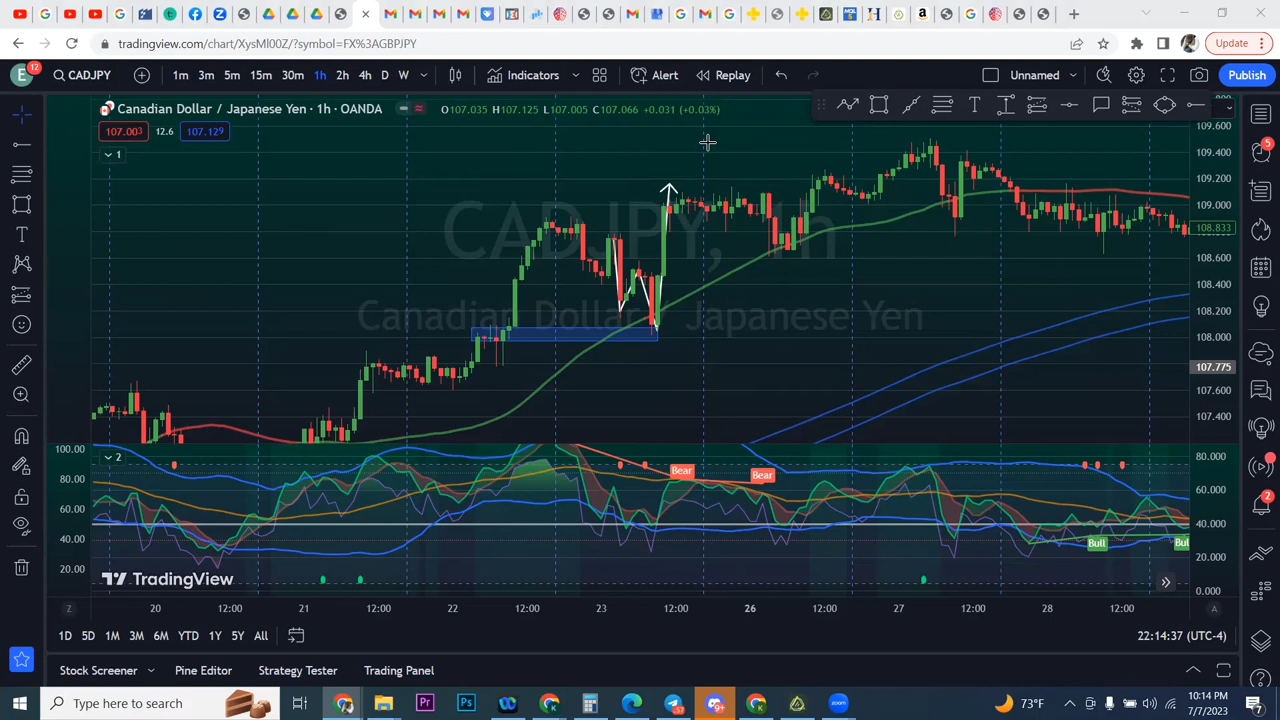 Update
tradingview.com/chart/XysMl00Z/?symbol=FX%3AGBPJPY
E
12
CADJPY
1m 3m 5m 15m 30m 1h 2h 4h D W
Indicators
Alert
Replay
Unnamed
Publish
Canadian Dollar / Japanese Yen · 1h · OANDA
O107.035 H107.125 L107.005 C107.066 +0.031 (+0.03%)
107.003 12.6 107.129
1
CADJPY, 1h
Canadian Dollar / Japanese Yen
109.600
109.400
109.200
109.000
108.833
108.600
108.400
108.200
108.000
107.775
107.600
107.400
2
Bear
Bear
Bull
Bul
100.00
80.00
60.00
40.00
20.00
80.000
60.000
40.000
20.000
0.000
TradingView
Z
20 12:00 21 12:00 22 12:00 23 12:00 26 12:00 27 12:00 28 12:00
A
1D 5D 1M 3M 6M YTD 1Y 5Y All
22:14:37 (UTC-4)
Stock Screener
Pine Editor
Strategy Tester
Trading Panel
5
2
Type here to search
Pr
Ps
73°F
10:14 PM
7/7/2023